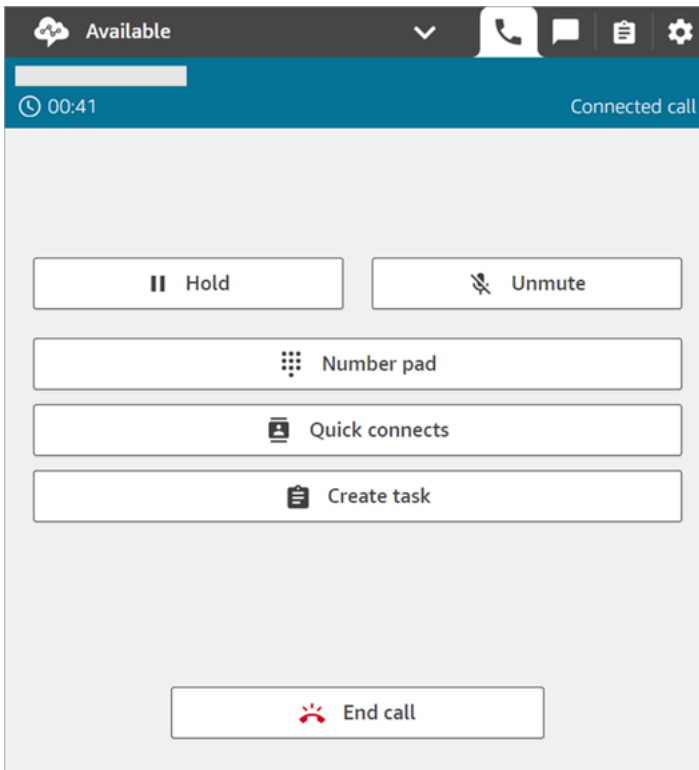 Available
00:41 Connected call
Hold Unmute
Number pad
Quick connects
Create task
End call